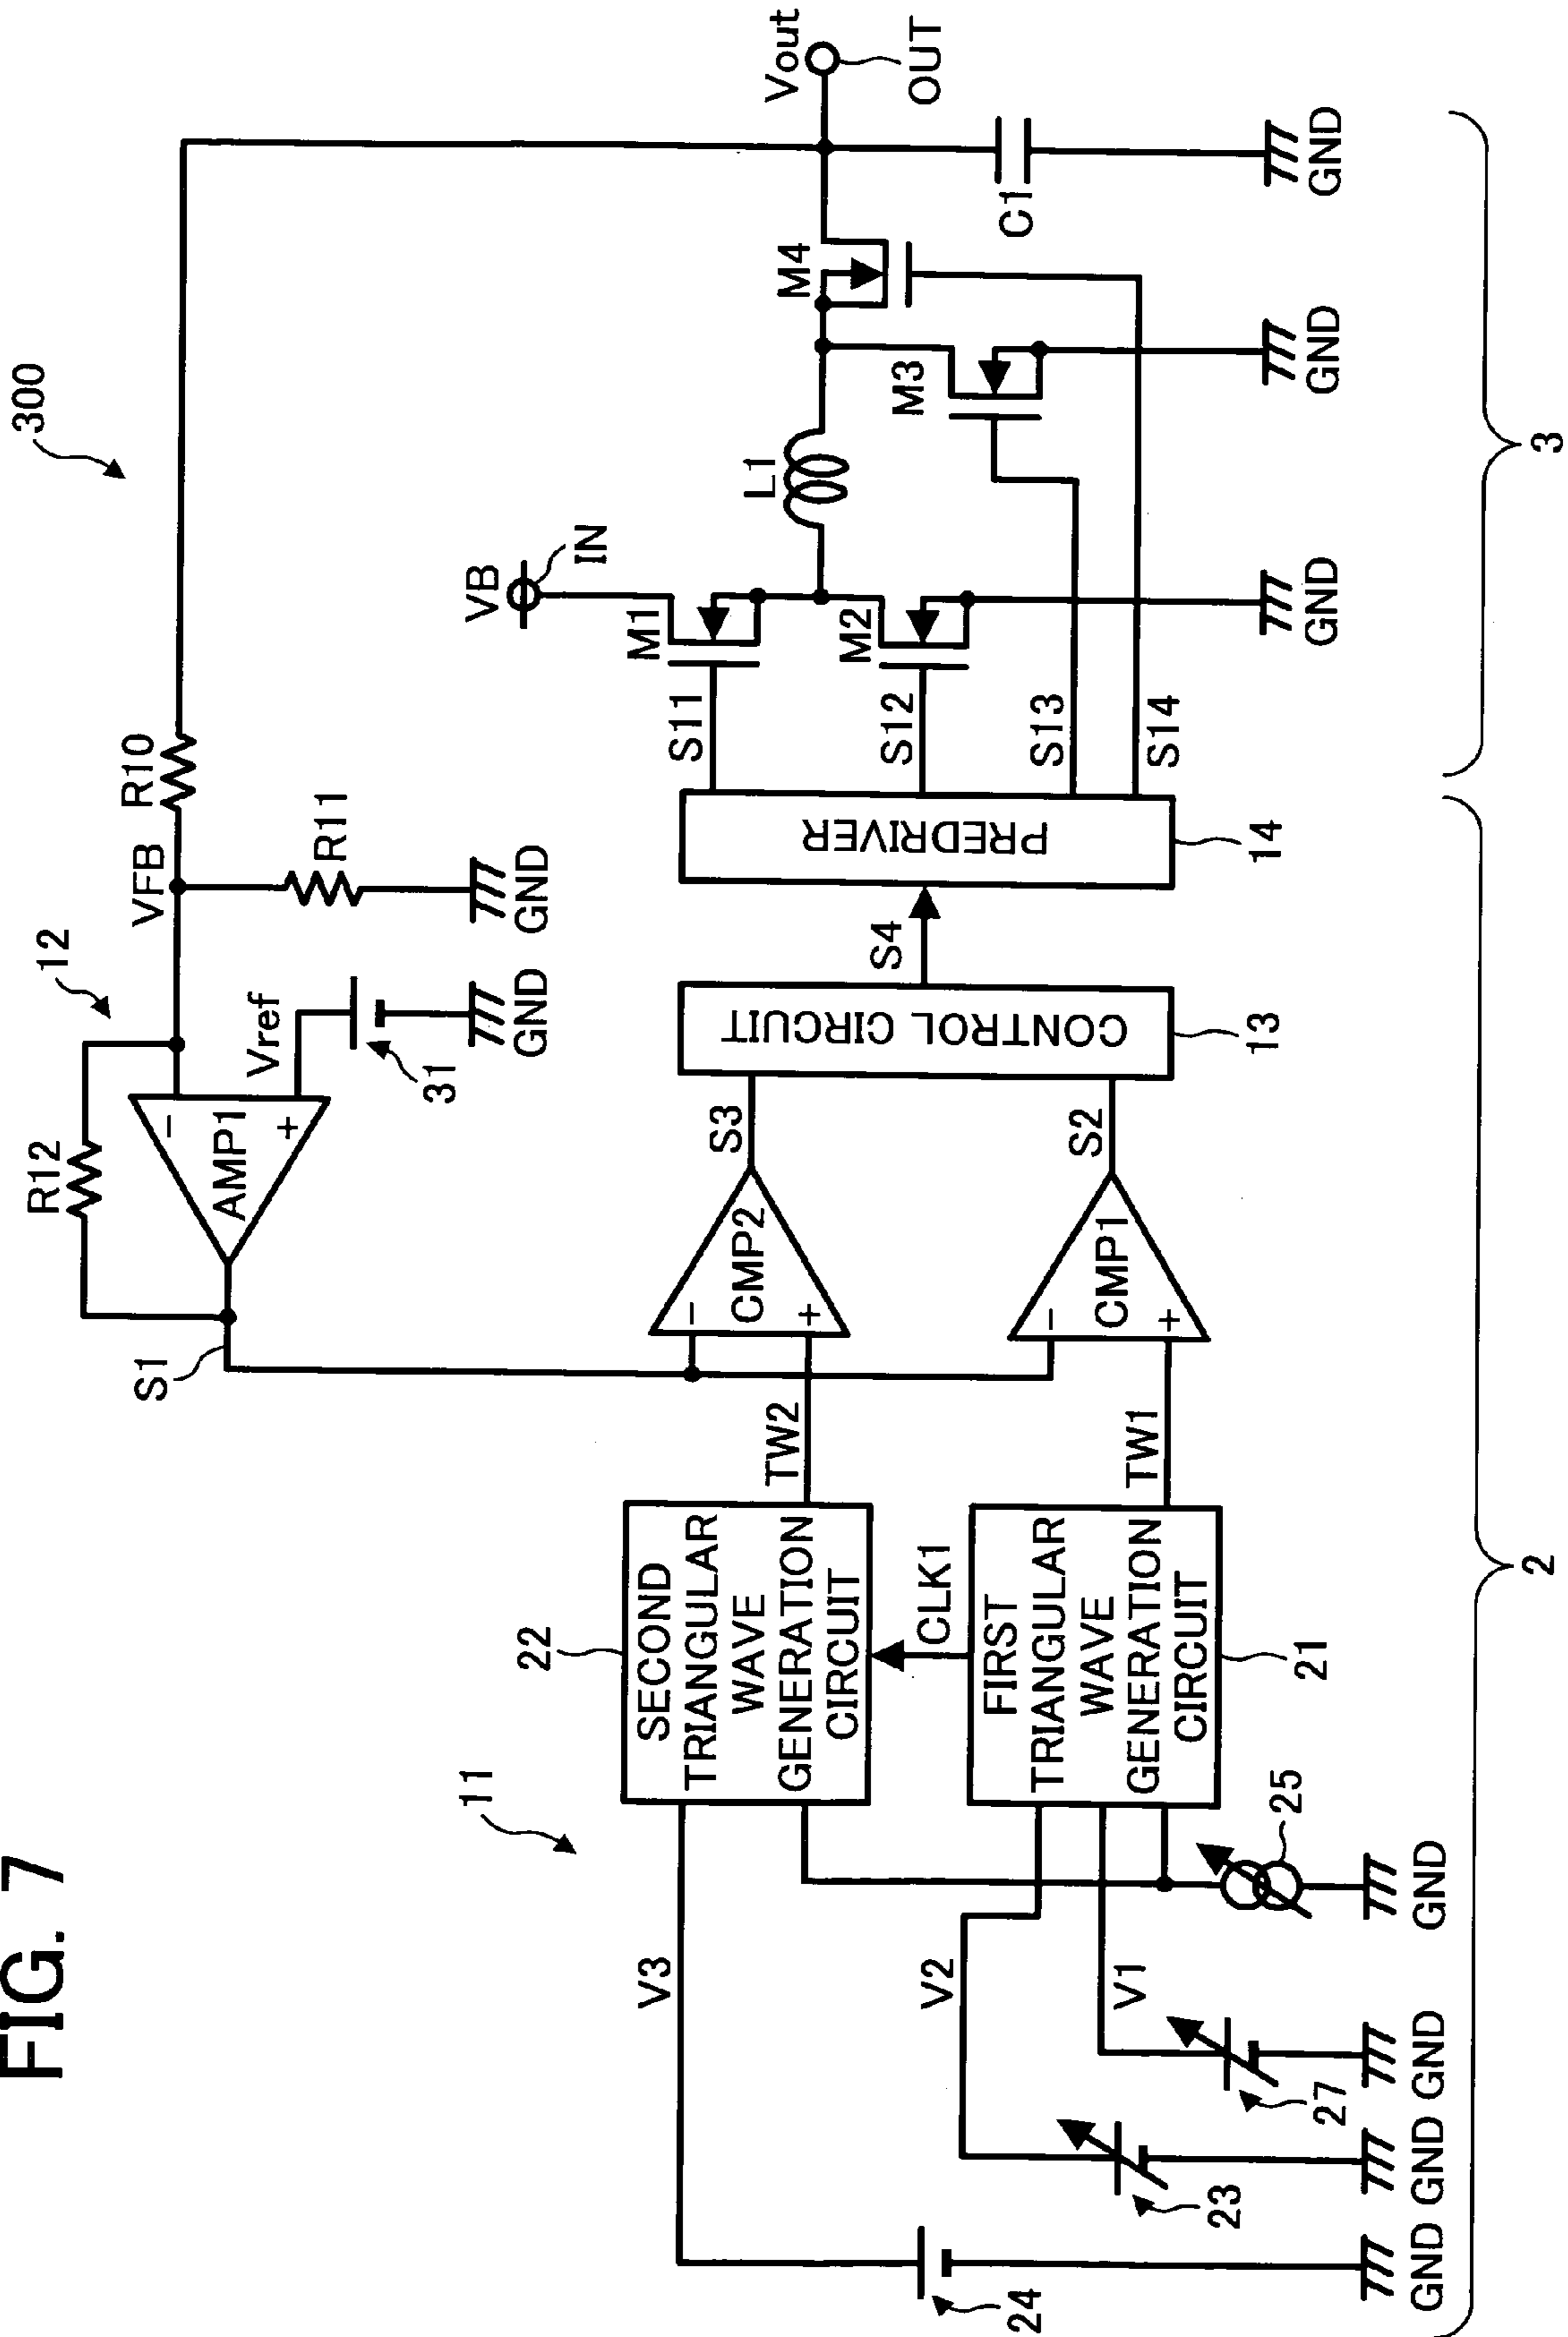 FIG. 7
300
12
R12
R10
VFB
AMP1
-
+
Vref
R11
31
GND
GND
S1
VB
IN
Vout
OUT
M1
L1
M4
M2
M3
C1
S11
S12
S13
S14
GND
GND
GND
11
22
SECOND
TRIANGULAR
WAVE
GENERATION
CIRCUIT
TW2
-
+
CMP2
S3
CONTROL CIRCUIT
13
S4
PREDRIVER
14
CLK1
FIRST
TRIANGULAR
WAVE
GENERATION
CIRCUIT
21
TW1
-
+
CMP1
S2
V3
V2
V1
24
23
27
25
GND
GND
GND
GND
2
3